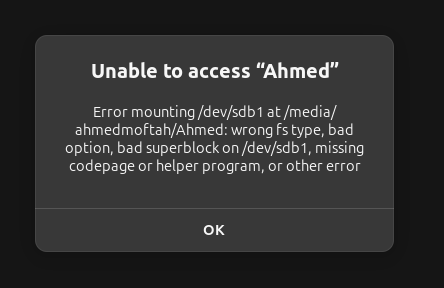 Unable to access “Ahmed”
Error mounting /dev/sdb1 at /media/
ahmedmoftah/Ahmed: wrong fs type, bad
option, bad superblock on /dev/sdb1, missing
codepage or helper program, or other error
OK